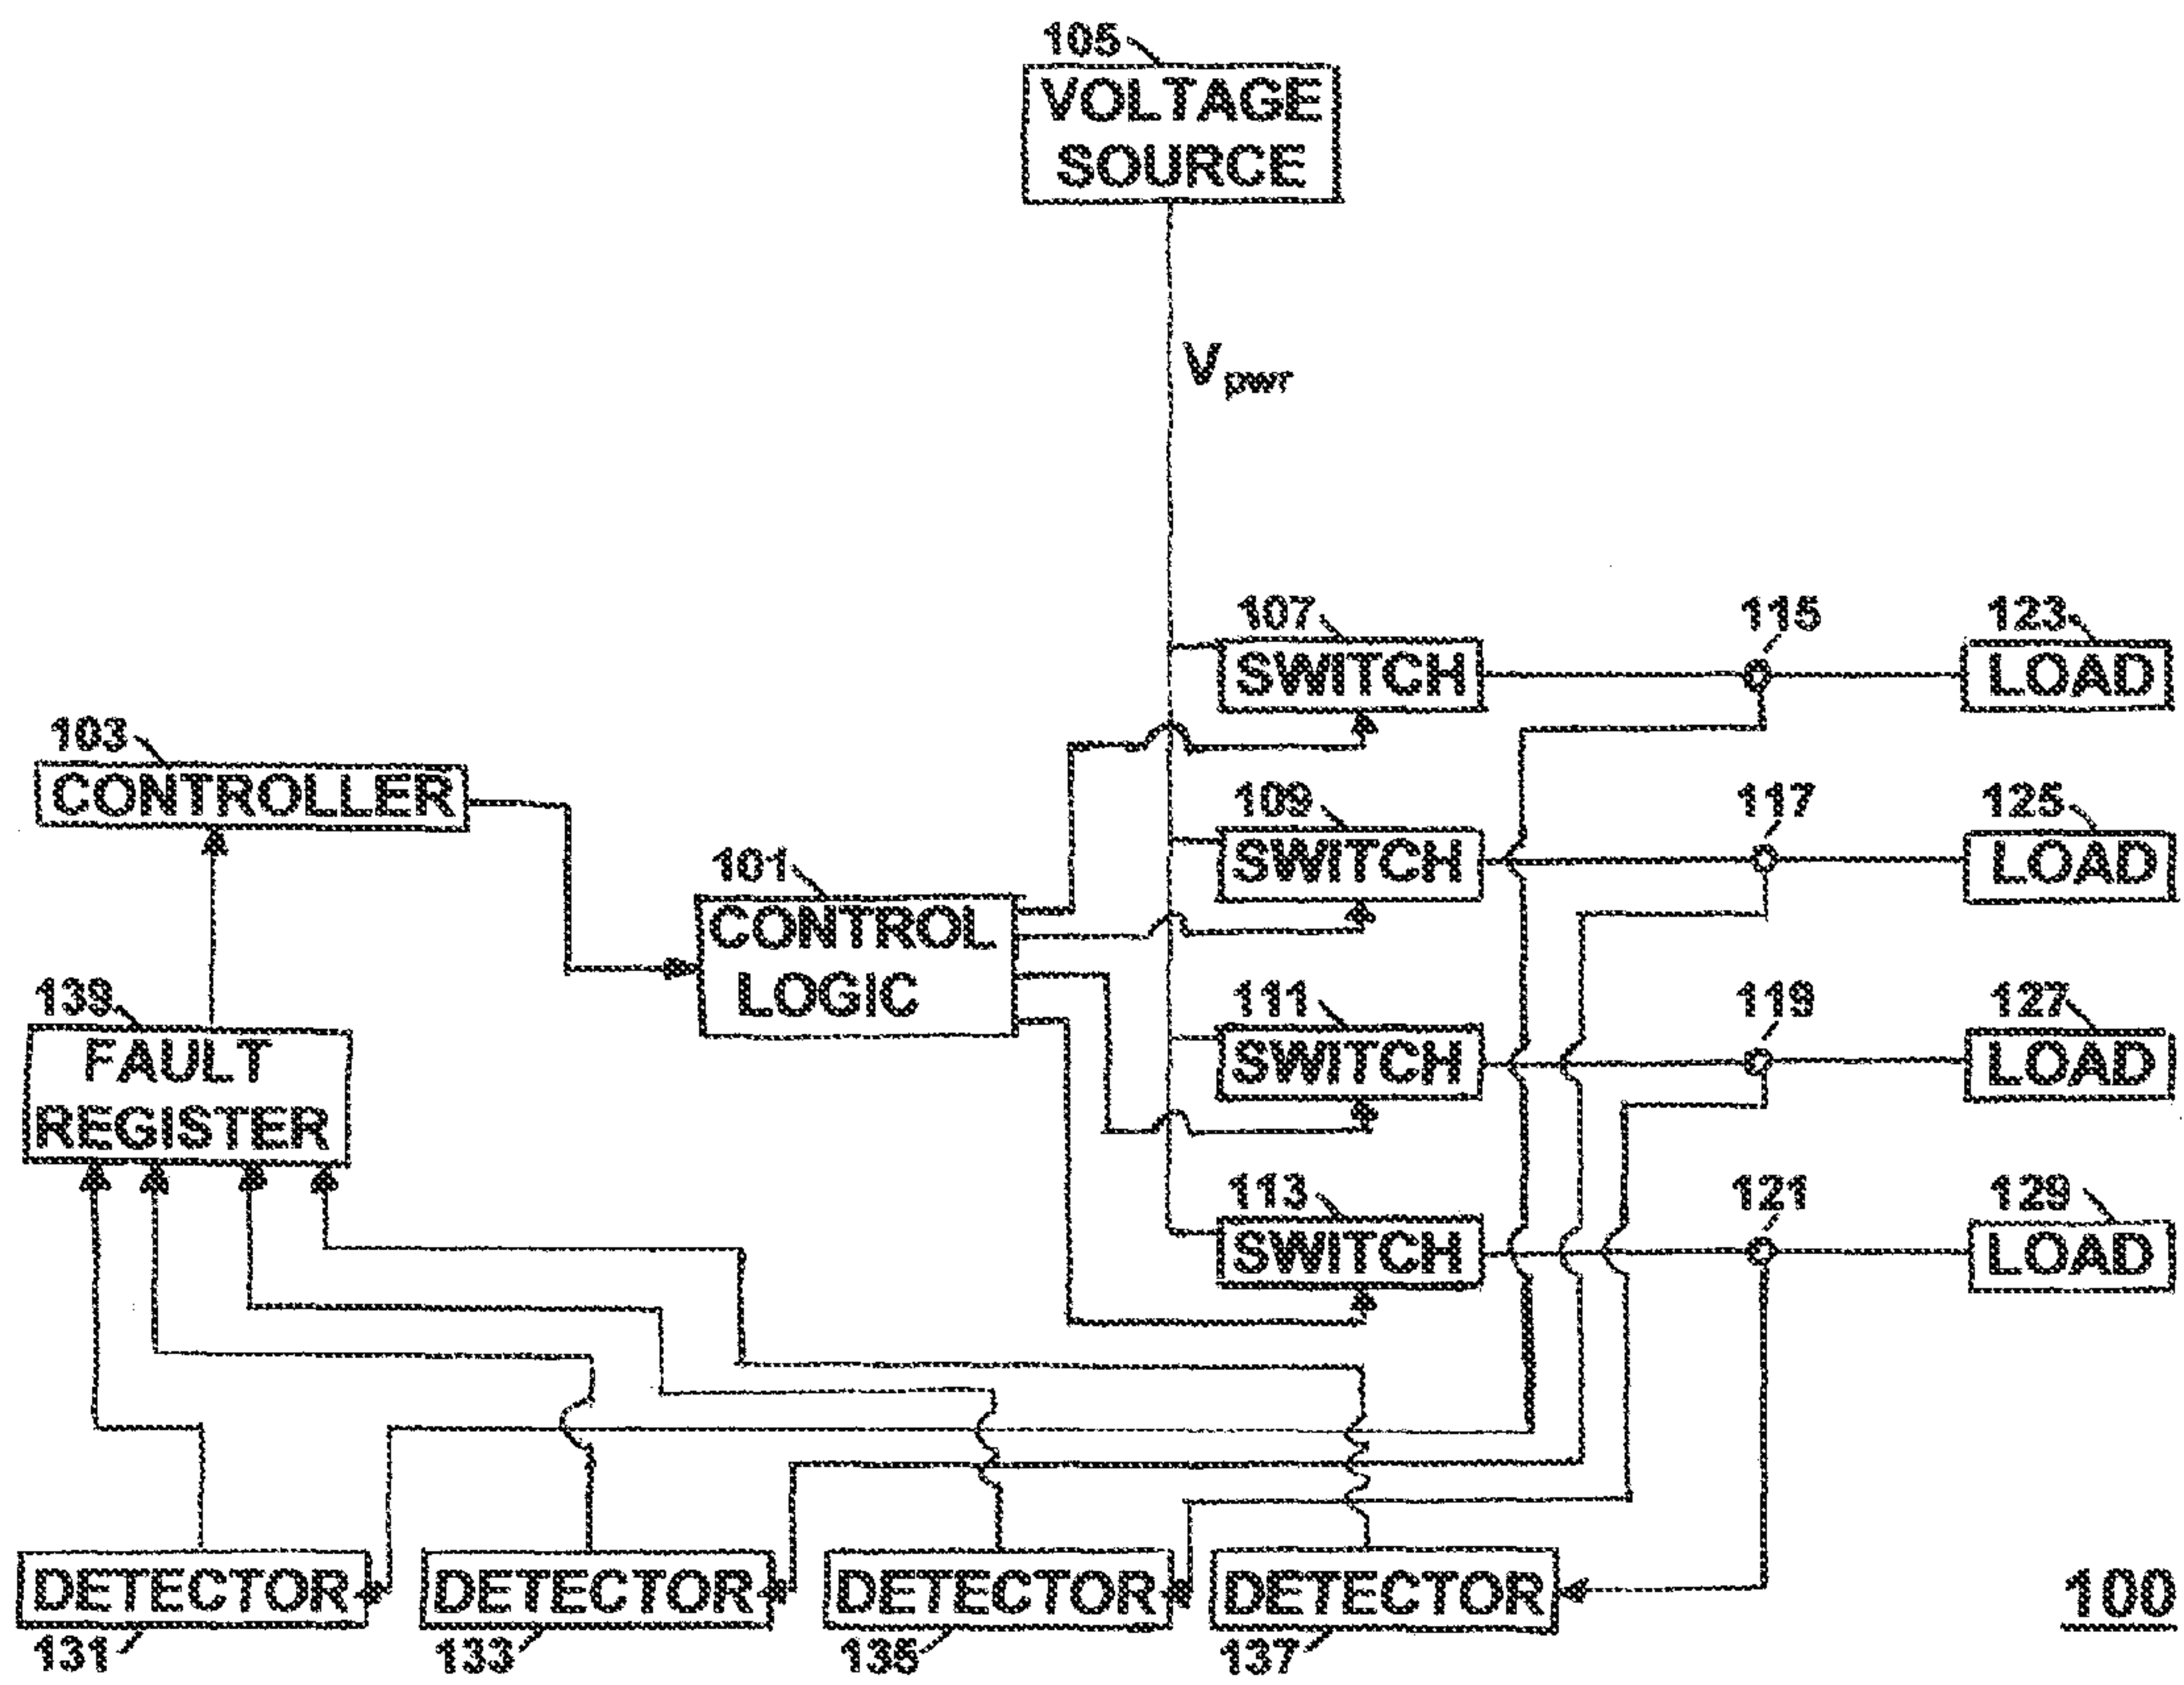 105
VOLTAGE
SOURCE
Vpwr
107
SWITCH
115
123
LOAD
103
CONTROLLER
109
SWITCH
117
125
LOAD
101
CONTROL
LOGIC
139
FAULT
REGISTER
111
SWITCH
119
127
LOAD
113
SWITCH
121
129
LOAD
DETECTOR
131
DETECTOR
133
DETECTOR
135
DETECTOR
137
100